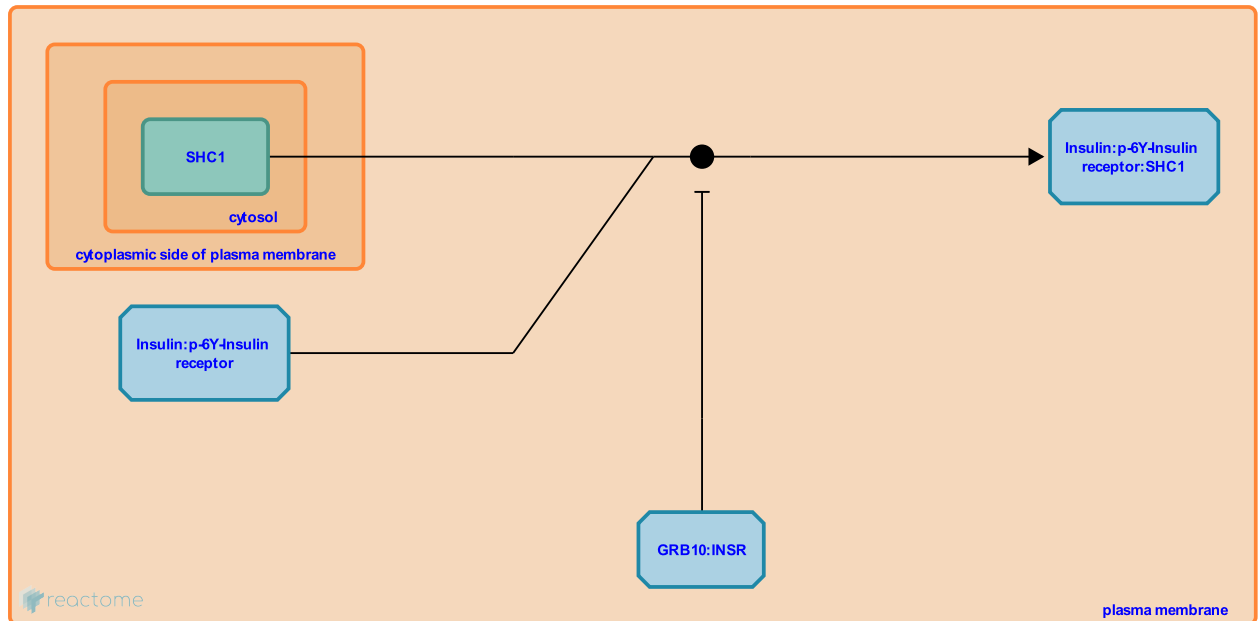 SHC1
cytosol
cytoplasmic side of plasma membrane
Insulin:p-6Y-Insulin
receptor:SHC1
Insulin:p-6Y-Insulin
receptor
GRB10:INSR
reactome
plasma membrane